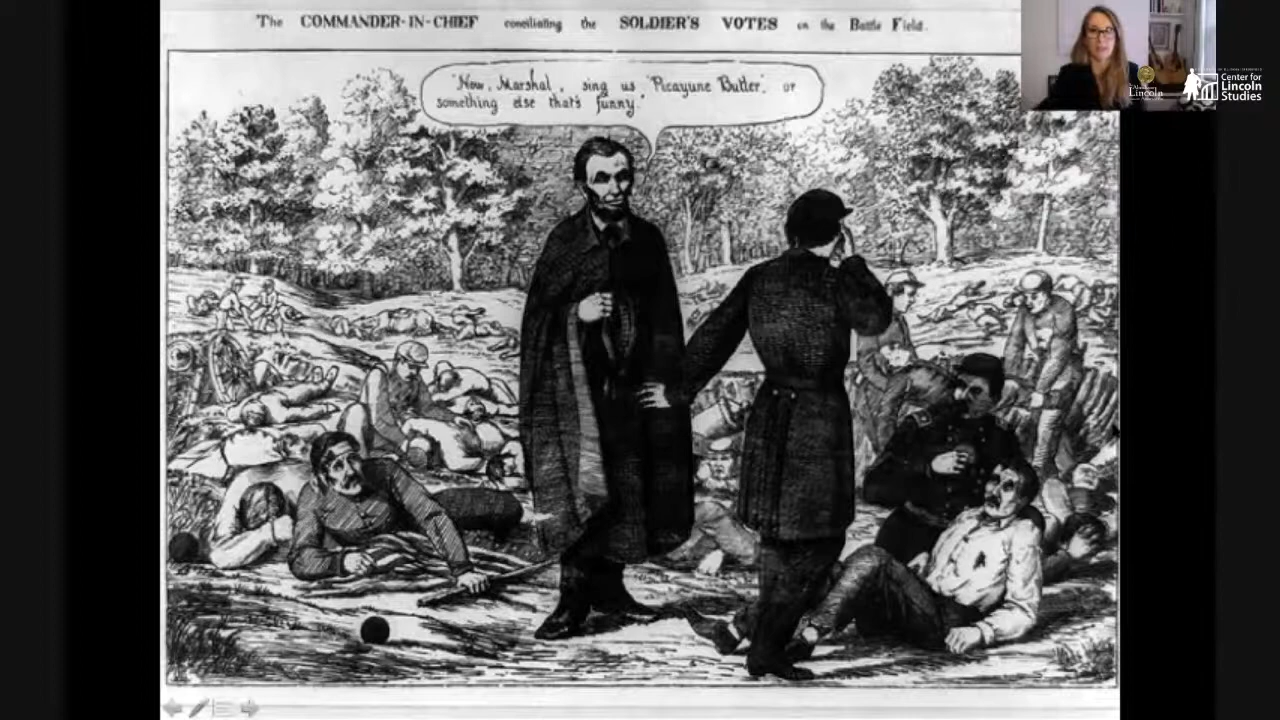 The COMMANDER-IN-CHIEF conciliating the SOLDIER'S VOTES on the Battle Field.
"Now, Marshal, sing us 'Picayune Butler,' or
something else that's funny."
Lincoln
Center for
Lincoln
Studies